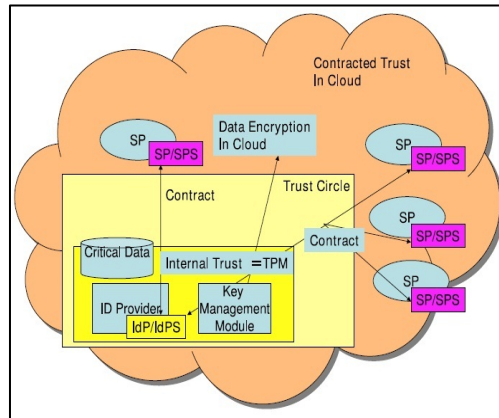 Contracted Trust
In Cloud
Data Encryption
In Cloud
SP
SP/SPS
SP
SP/SPS
Contract
Trust Circle
SP
SP/SPS
Contract
Critical Data
Internal Trust =TPM
SP
SP/SPS
ID Provider
IdP/IdPS
Key
Management
Module